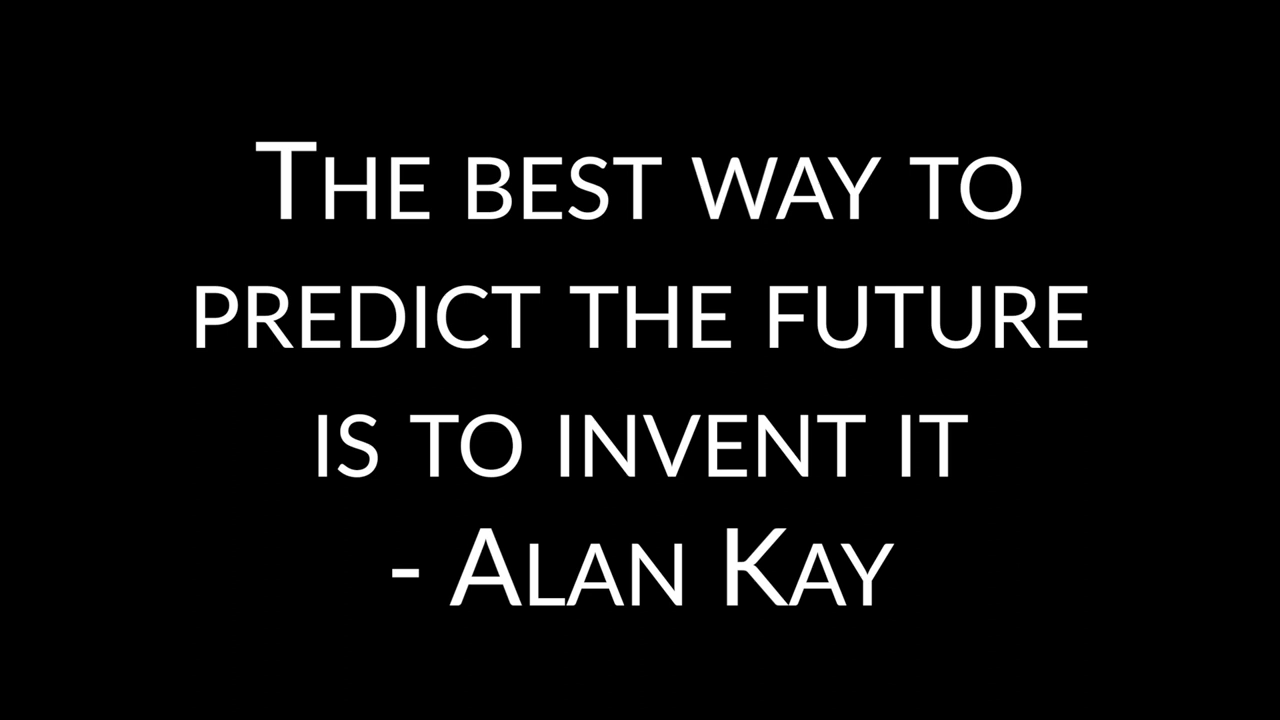 The best way to
predict the future
is to invent it
- Alan Kay